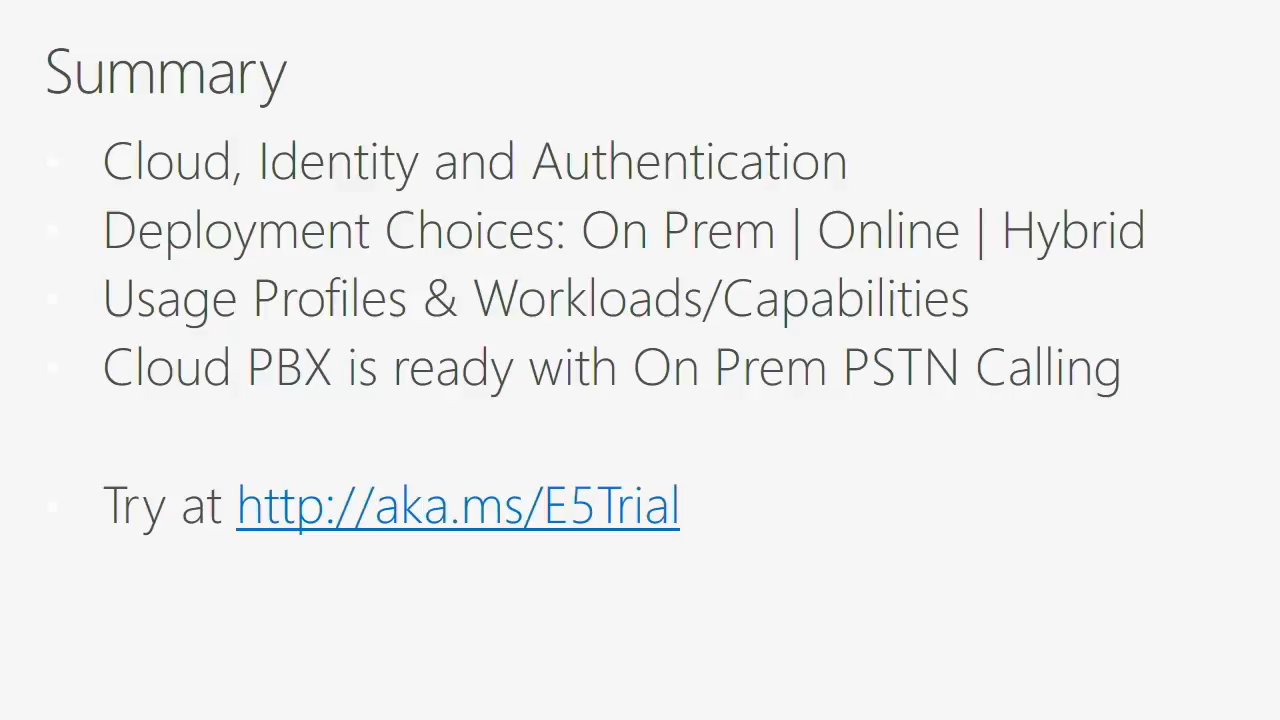 Summary
Cloud, Identity and Authentication
Deployment Choices: On Prem | Online | Hybrid
Usage Profiles & Workloads/Capabilities
Cloud PBX is ready with On Prem PSTN Calling
Try at http://aka.ms/E5Trial